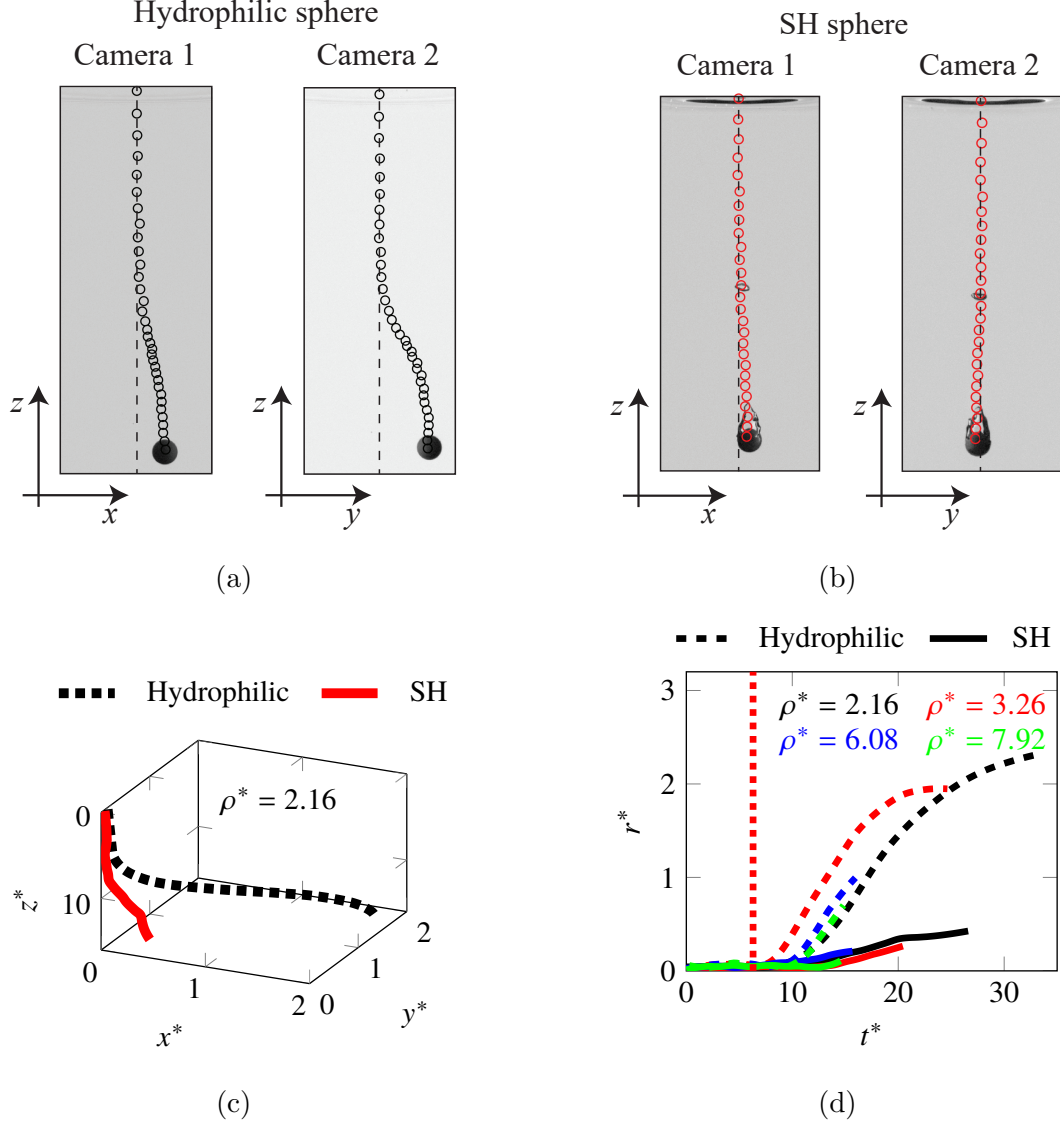 Hydrophilic sphere
Camera 1
Camera 2
z
x
z
y
(a)
SH sphere
Camera 1
Camera 2
z
x
z
y
(b)
Hydrophilic
SH
ρ* = 2.16
0
10
z*
0
1
2
x*
0
1
2
y*
(c)
Hydrophilic
SH
ρ* = 2.16
ρ* = 3.26
ρ* = 6.08
ρ* = 7.92
3
2
1
0
r*
0
10
20
30
t*
(d)